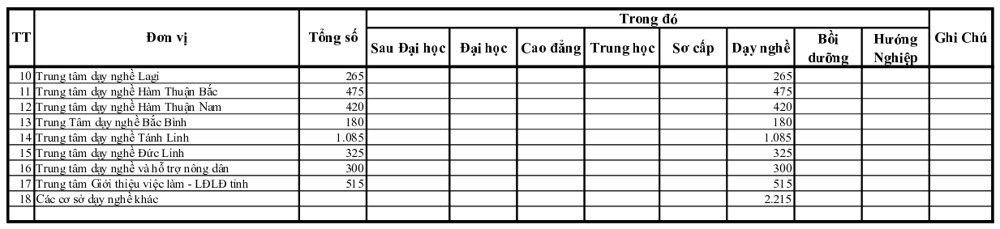 TT Đơn vị Tổng số Trong đó Ghi Chú
Sau Đại học Đại học Cao đẳng Trung học Sơ cấp Dạy nghề Bồi dưỡng Hướng Nghiệp
10 Trung tâm dạy nghề Lagi 265 265
11 Trung tâm dạy nghề Hàm Thuận Bắc 475 475
12 Trung tâm dạy nghề Hàm Thuận Nam 420 420
13 Trung Tâm dạy nghề Bắc Bình 180 180
14 Trung tâm dạy nghề Tánh Linh 1.085 1.085
15 Trung tâm dạy nghề Đức Linh 325 325
16 Trung tâm dạy nghề và hỗ trợ nông dân 300 300
17 Trung tâm Giới thiệu việc làm - LĐLĐ tỉnh 515 515
18 Các cơ sở dạy nghề khác 2.215